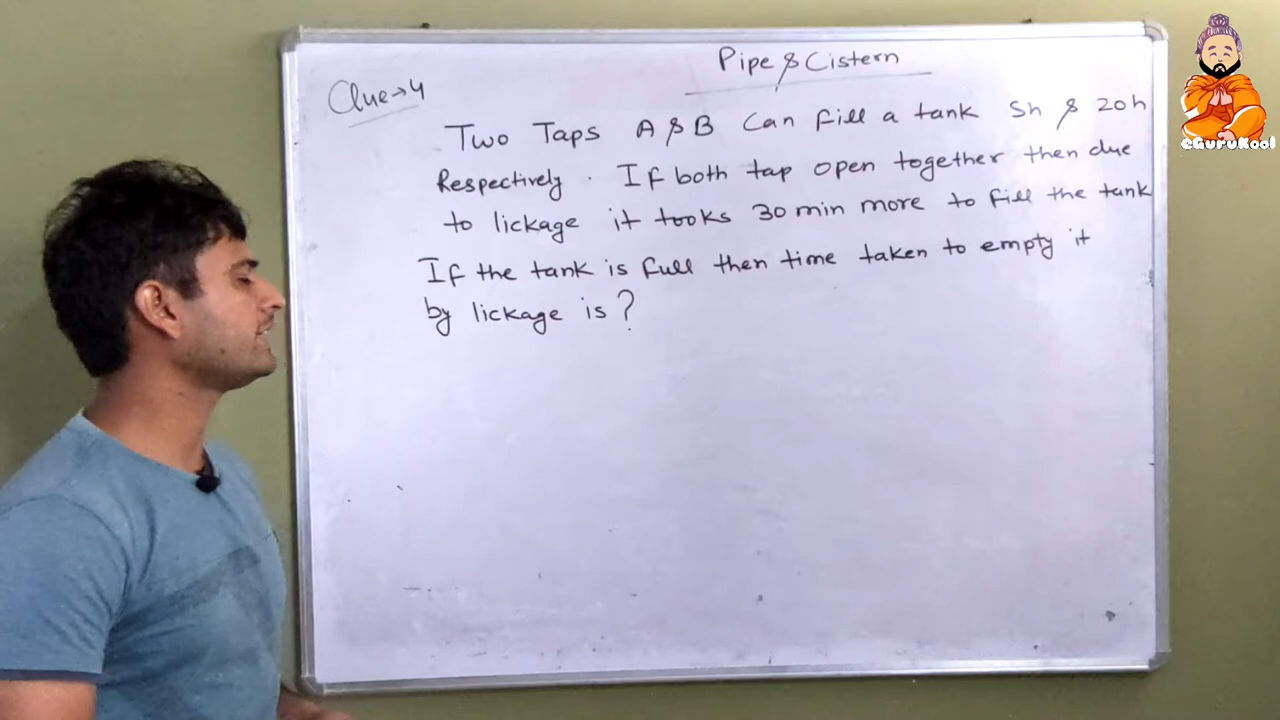 Pipe & Cistern
Clue→4
Two Taps A & B Can fill a tank 5h & 20h
Respectively. If both tap open together then due
to lickage it tooks 30 min more to fill the tank
If the tank is full then time taken to empty it
by lickage is?
eGuruKool